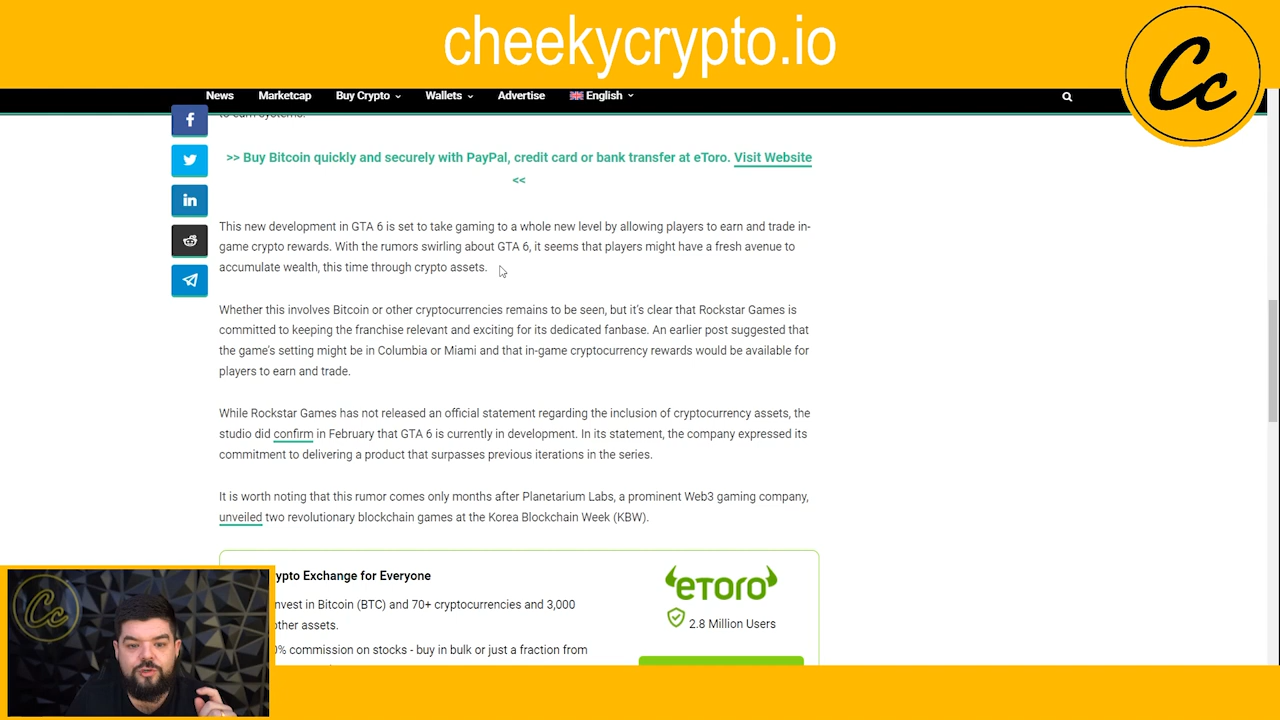 cheekycrypto.io
Cc
News Marketcap Buy Crypto Wallets Advertise English
to earn systems.
>> Buy Bitcoin quickly and securely with PayPal, credit card or bank transfer at eToro. Visit Website
<<
This new development in GTA 6 is set to take gaming to a whole new level by allowing players to earn and trade in-
game crypto rewards. With the rumors swirling about GTA 6, it seems that players might have a fresh avenue to
accumulate wealth, this time through crypto assets.
Whether this involves Bitcoin or other cryptocurrencies remains to be seen, but it's clear that Rockstar Games is
committed to keeping the franchise relevant and exciting for its dedicated fanbase. An earlier post suggested that
the game's setting might be in Columbia or Miami and that in-game cryptocurrency rewards would be available for
players to earn and trade.
While Rockstar Games has not released an official statement regarding the inclusion of cryptocurrency assets, the
studio did confirm in February that GTA 6 is currently in development. In its statement, the company expressed its
commitment to delivering a product that surpasses previous iterations in the series.
It is worth noting that this rumor comes only months after Planetarium Labs, a prominent Web3 gaming company,
unveiled two revolutionary blockchain games at the Korea Blockchain Week (KBW).
ypto Exchange for Everyone
nvest in Bitcoin (BTC) and 70+ cryptocurrencies and 3,000
other assets.
0% commission on stocks - buy in bulk or just a fraction from
eToro
2.8 Million Users
Cc